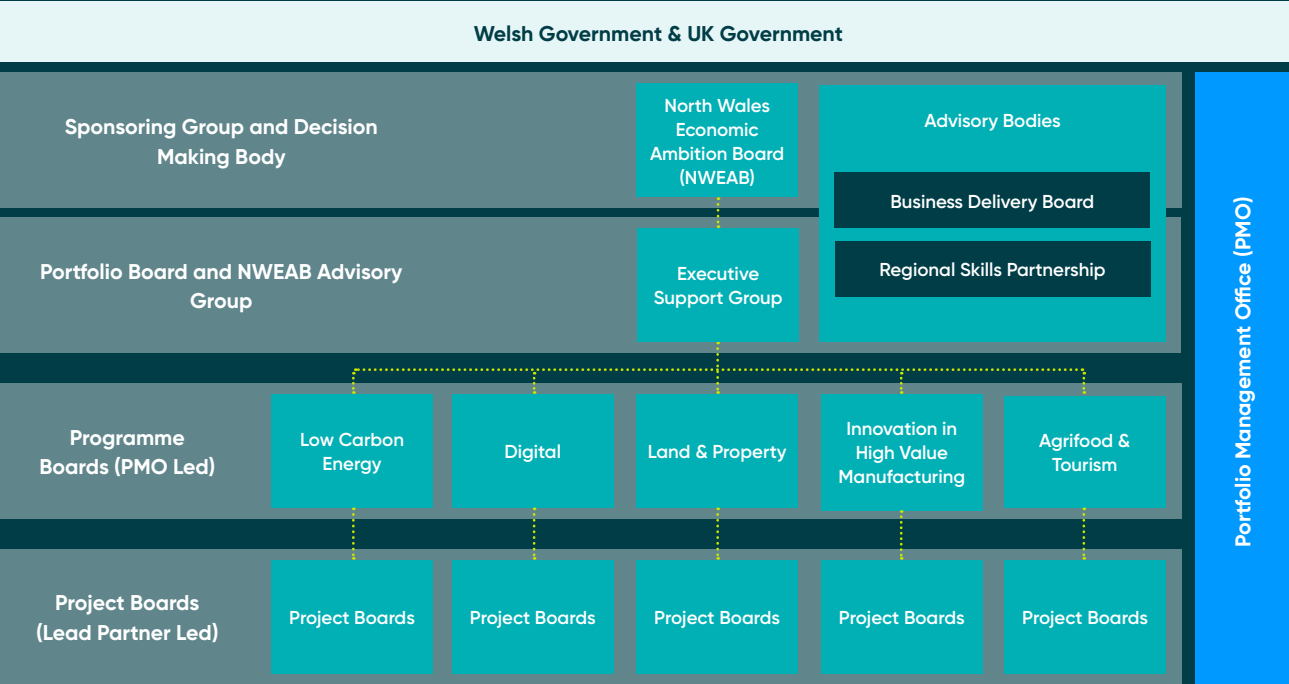 Welsh Government & UK Government
Sponsoring Group and Decision
Making Body
North Wales
Economic
Ambition Board
(NWEAB)
Advisory Bodies
Business Delivery Board
Regional Skills Partnership
Portfolio Board and NWEAB Advisory
Group
Executive
Support Group
Programme
Boards (PMO Led)
Low Carbon
Energy
Digital
Land & Property
Innovation in
High Value
Manufacturing
Agrifood &
Tourism
Project Boards
(Lead Partner Led)
Project Boards
Project Boards
Project Boards
Project Boards
Project Boards
Portfolio Management Office (PMO)